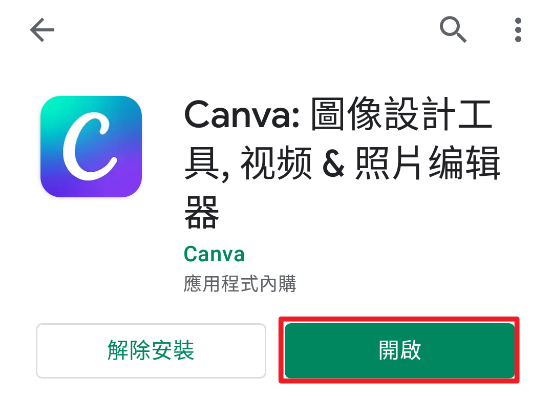 C
Canva: 圖像設計工
具, 视频 & 照片编辑
器
Canva
應用程式內購
解除安裝
開啟